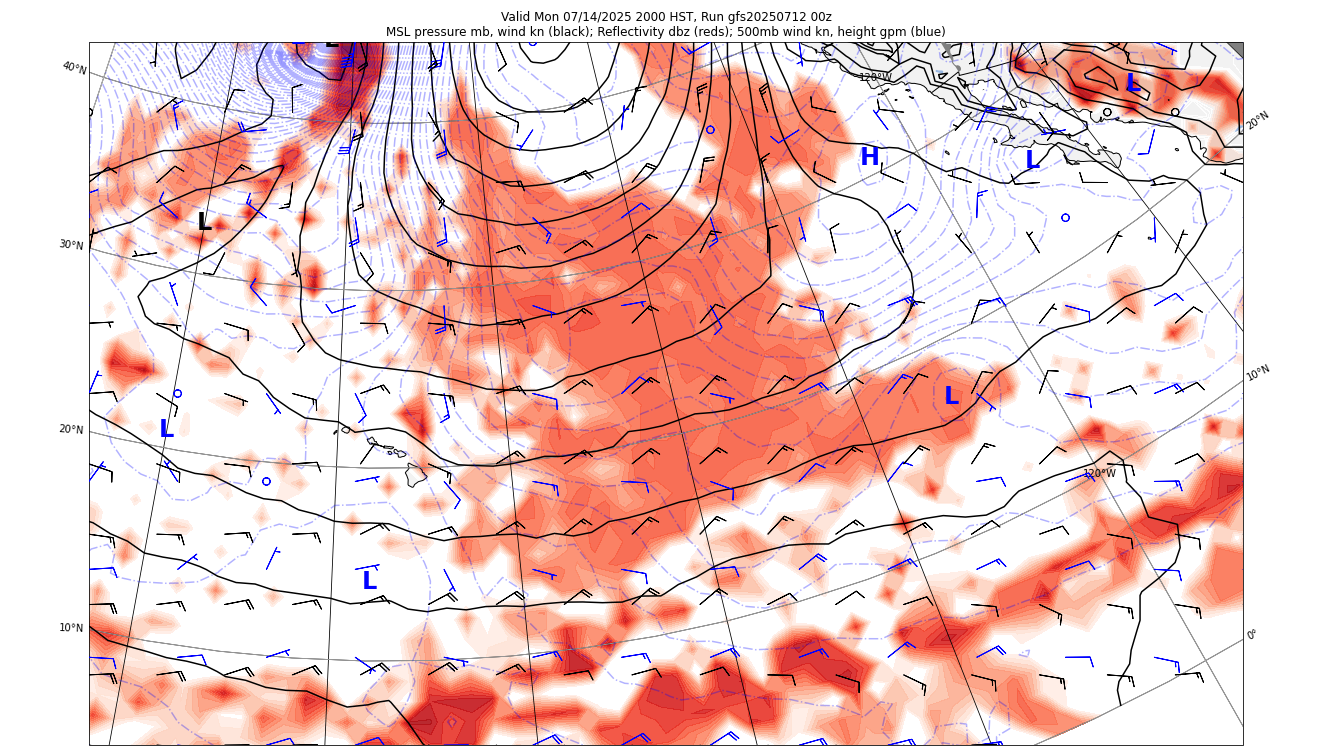 Valid Mon 07/14/2025 2000 HST, Run gfs20250712 00z
MSL pressure mb, wind kn (black); Reflectivity dbz (reds); 500mb wind kn, height gpm (blue)
L
40°N
120°W
L
20°N
H
L
L
30°N
10°N
L
20°N
L
120°W
L
10°N
0°